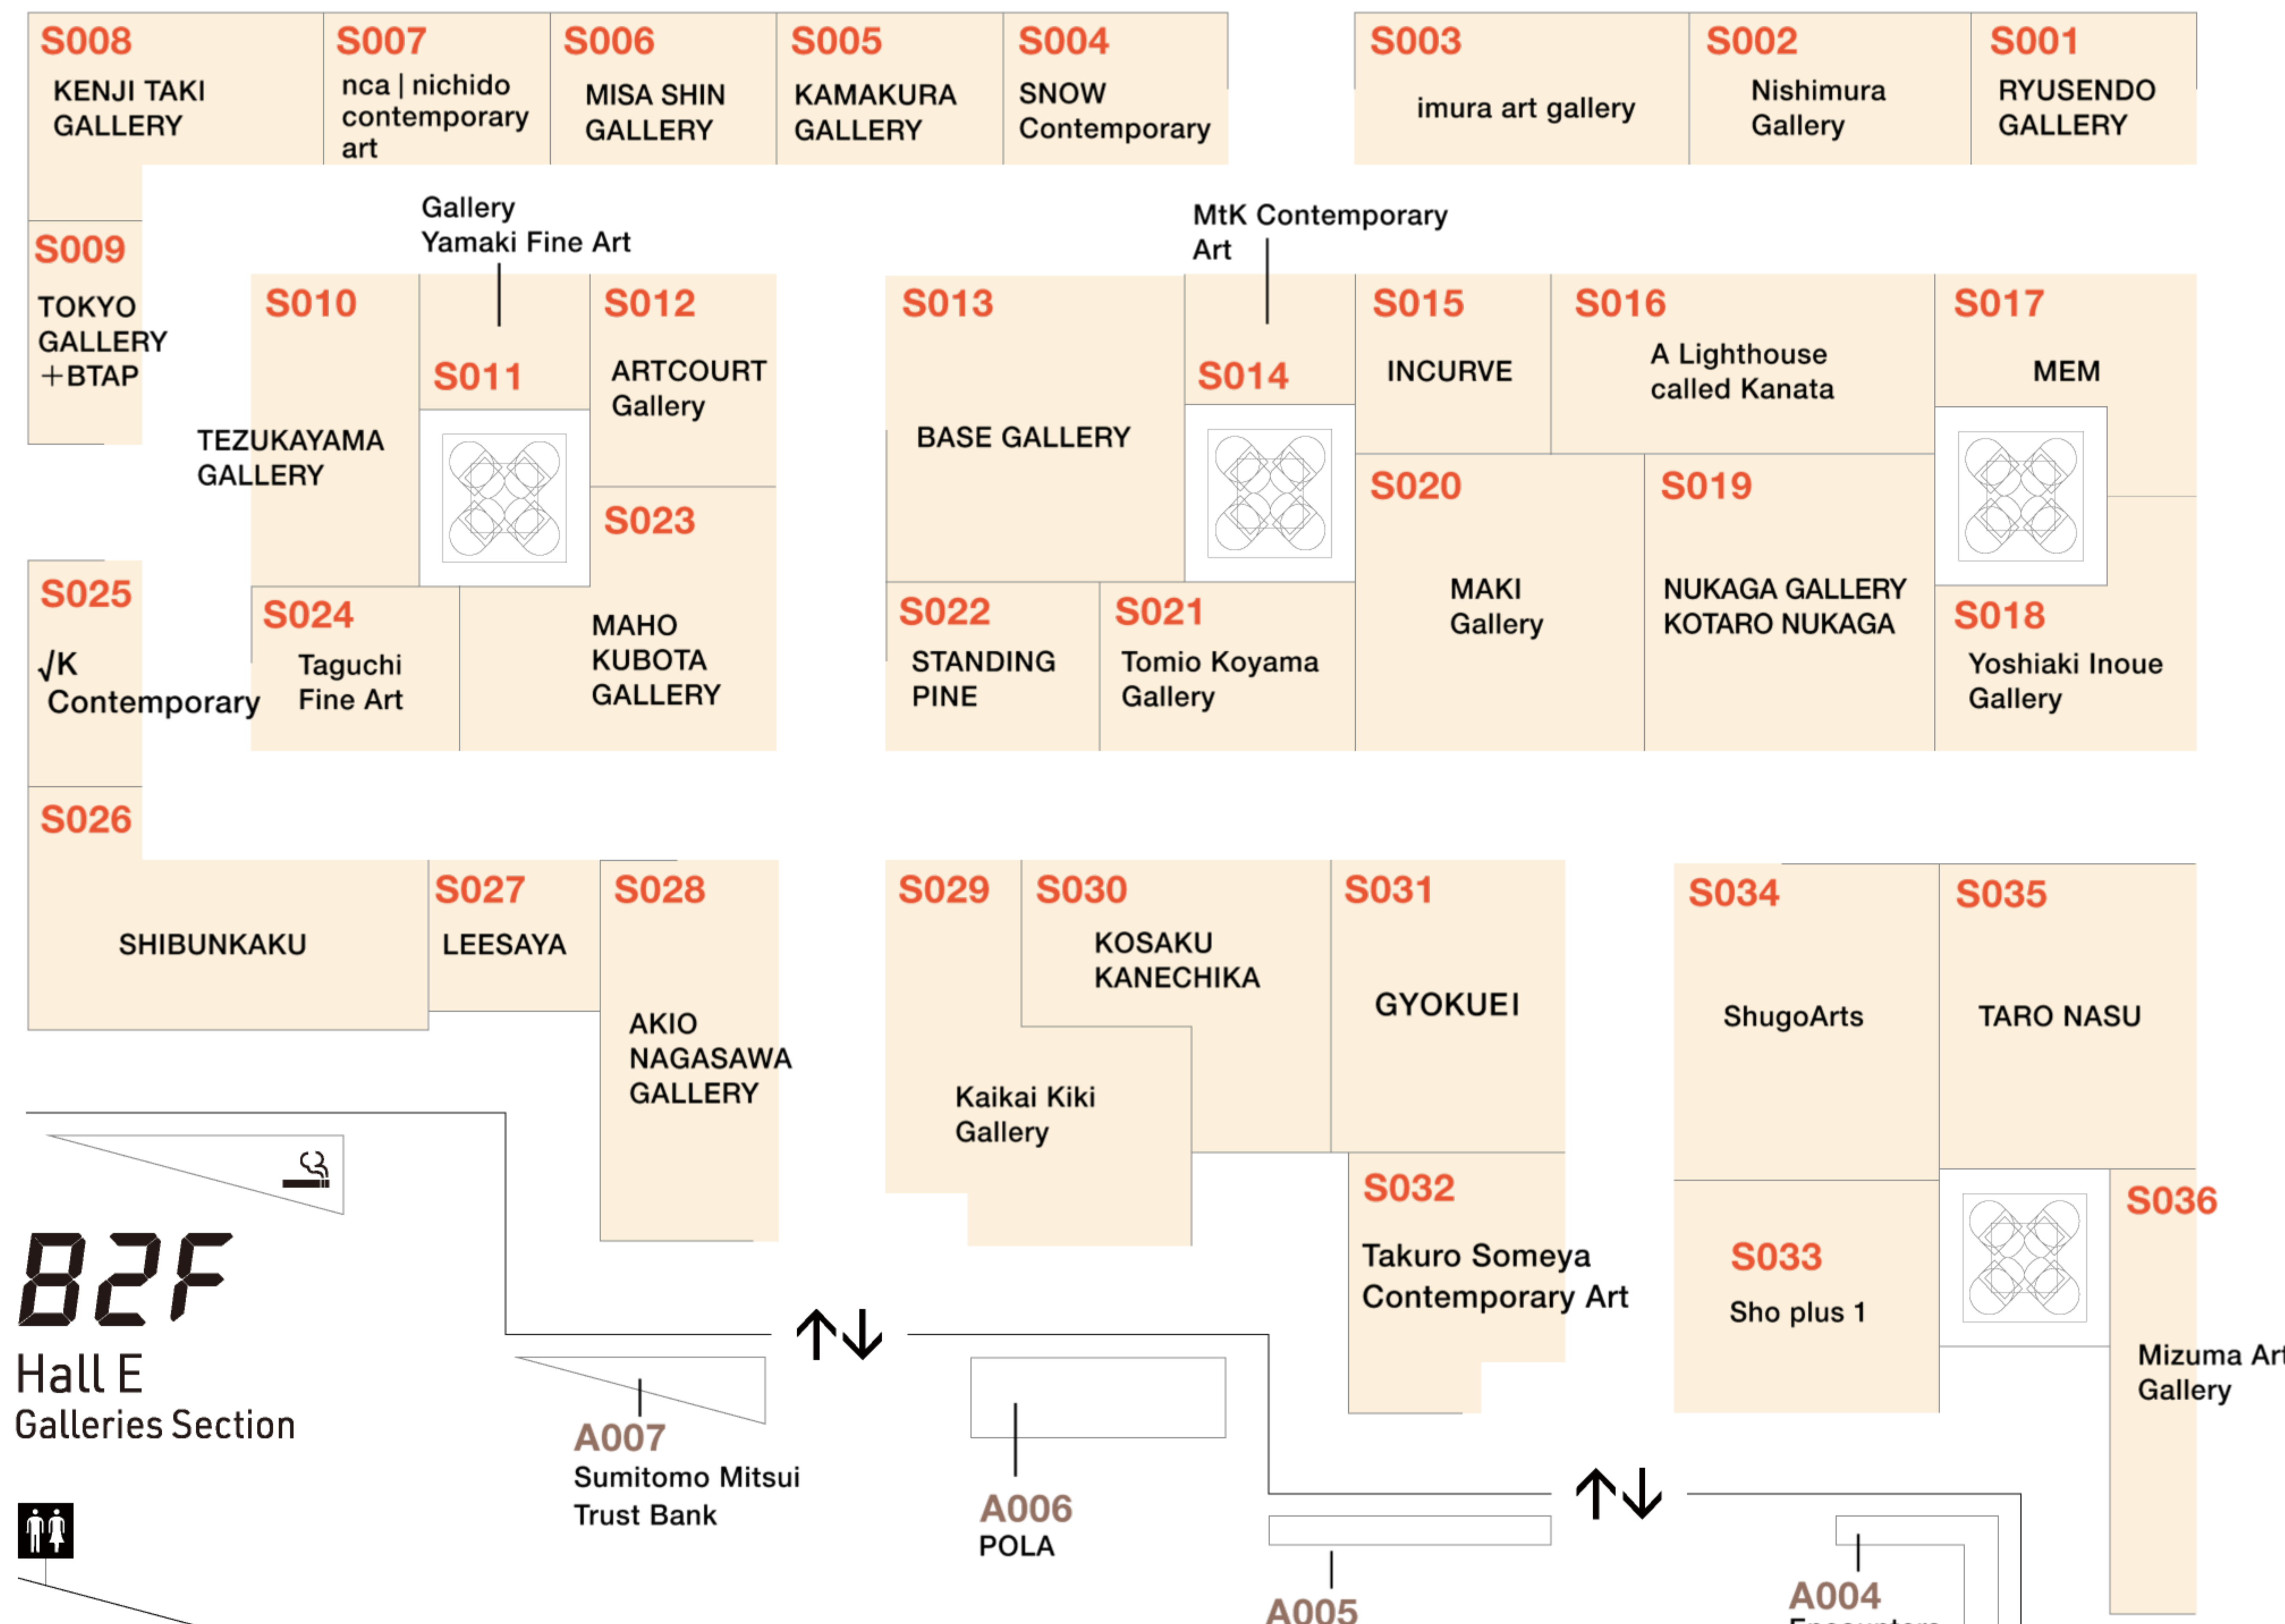 S008
KENJI TAKI
GALLERY
S007
nca | nichido
contemporary
art
S006
MISA SHIN
GALLERY
S005
KAMAKURA
GALLERY
S004
SNOW
Contemporary
S003
imura art gallery
S002
Nishimura
Gallery
S001
RYUSENDO
GALLERY
S009
TOKYO
GALLERY
+BTAP
S010
TEZUKAYAMA
GALLERY
Gallery
Yamaki Fine Art
S011
S012
ARTCOURT
Gallery
S013
BASE GALLERY
MtK Contemporary
Art
S014
S015
INCURVE
S016
A Lighthouse
called Kanata
S017
MEM
S025
√K
Contemporary
S024
Taguchi
Fine Art
S023
MAHO
KUBOTA
GALLERY
S022
STANDING
PINE
S021
Tomio Koyama
Gallery
S020
MAKI
Gallery
S019
NUKAGA GALLERY
KOTARO NUKAGA
S018
Yoshiaki Inoue
Gallery
S026
SHIBUNKAKU
S027
LEESAYA
S028
AKIO
NAGASAWA
GALLERY
S029
Kaikai Kiki
Gallery
S030
KOSAKU
KANECHIKA
S031
GYOKUEI
S032
Takuro Someya
Contemporary Art
S034
ShugoArts
S035
TARO NASU
S033
Sho plus 1
S036
Mizuma Art
Gallery
B2F
Hall E
Galleries Section
A007
Sumitomo Mitsui
Trust Bank
A006
POLA
A005
A004